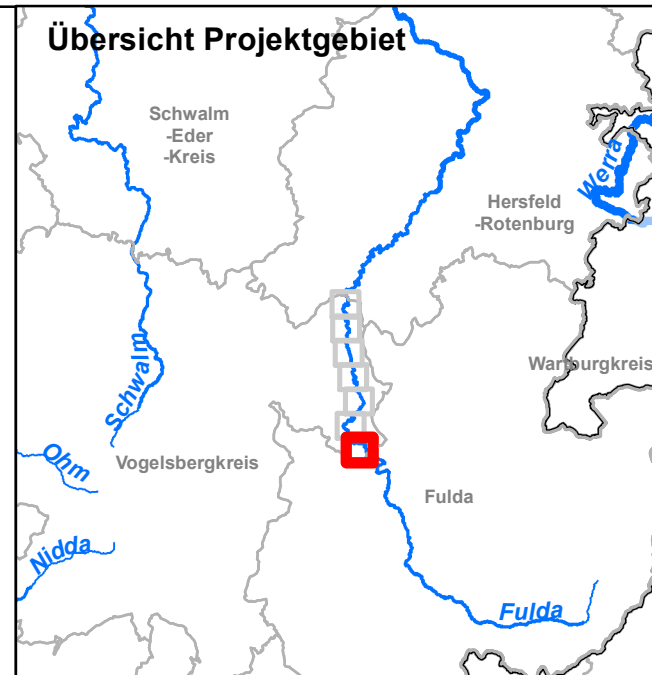 Übersicht Projektgebiet
Schwalm
-Eder
-Kreis
Werra
Hersfeld
-Rotenburg
Schwalm
Wartburgkreis
Ohm
Vogelsbergkreis
Fulda
Nidda
Fulda